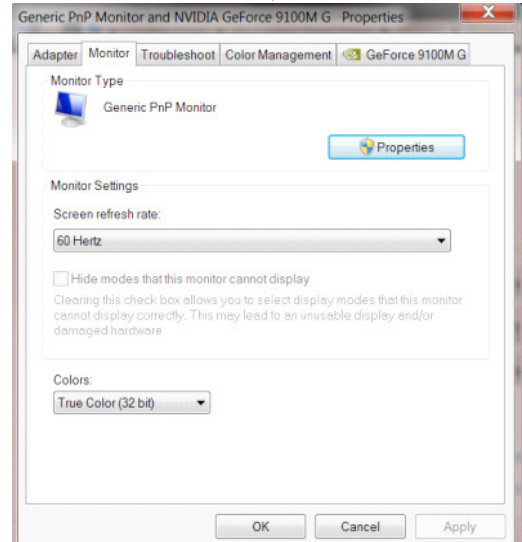 Generic PnP Monitor and NVIDIA GeForce 9100M G Properties
X
Adapter Monitor Troubleshoot Color Management GeForce 9100M G
Monitor Type
Generic PnP Monitor
Properties
Monitor Settings
Screen refresh rate:
60 Hertz
Hide modes that this monitor cannot display
Clearing this check box allows you to select display modes that this monitor
cannot display correctly. This may lead to an unusable display and/or
damaged hardware.
Colors:
True Color (32 bit)
OK Cancel Apply